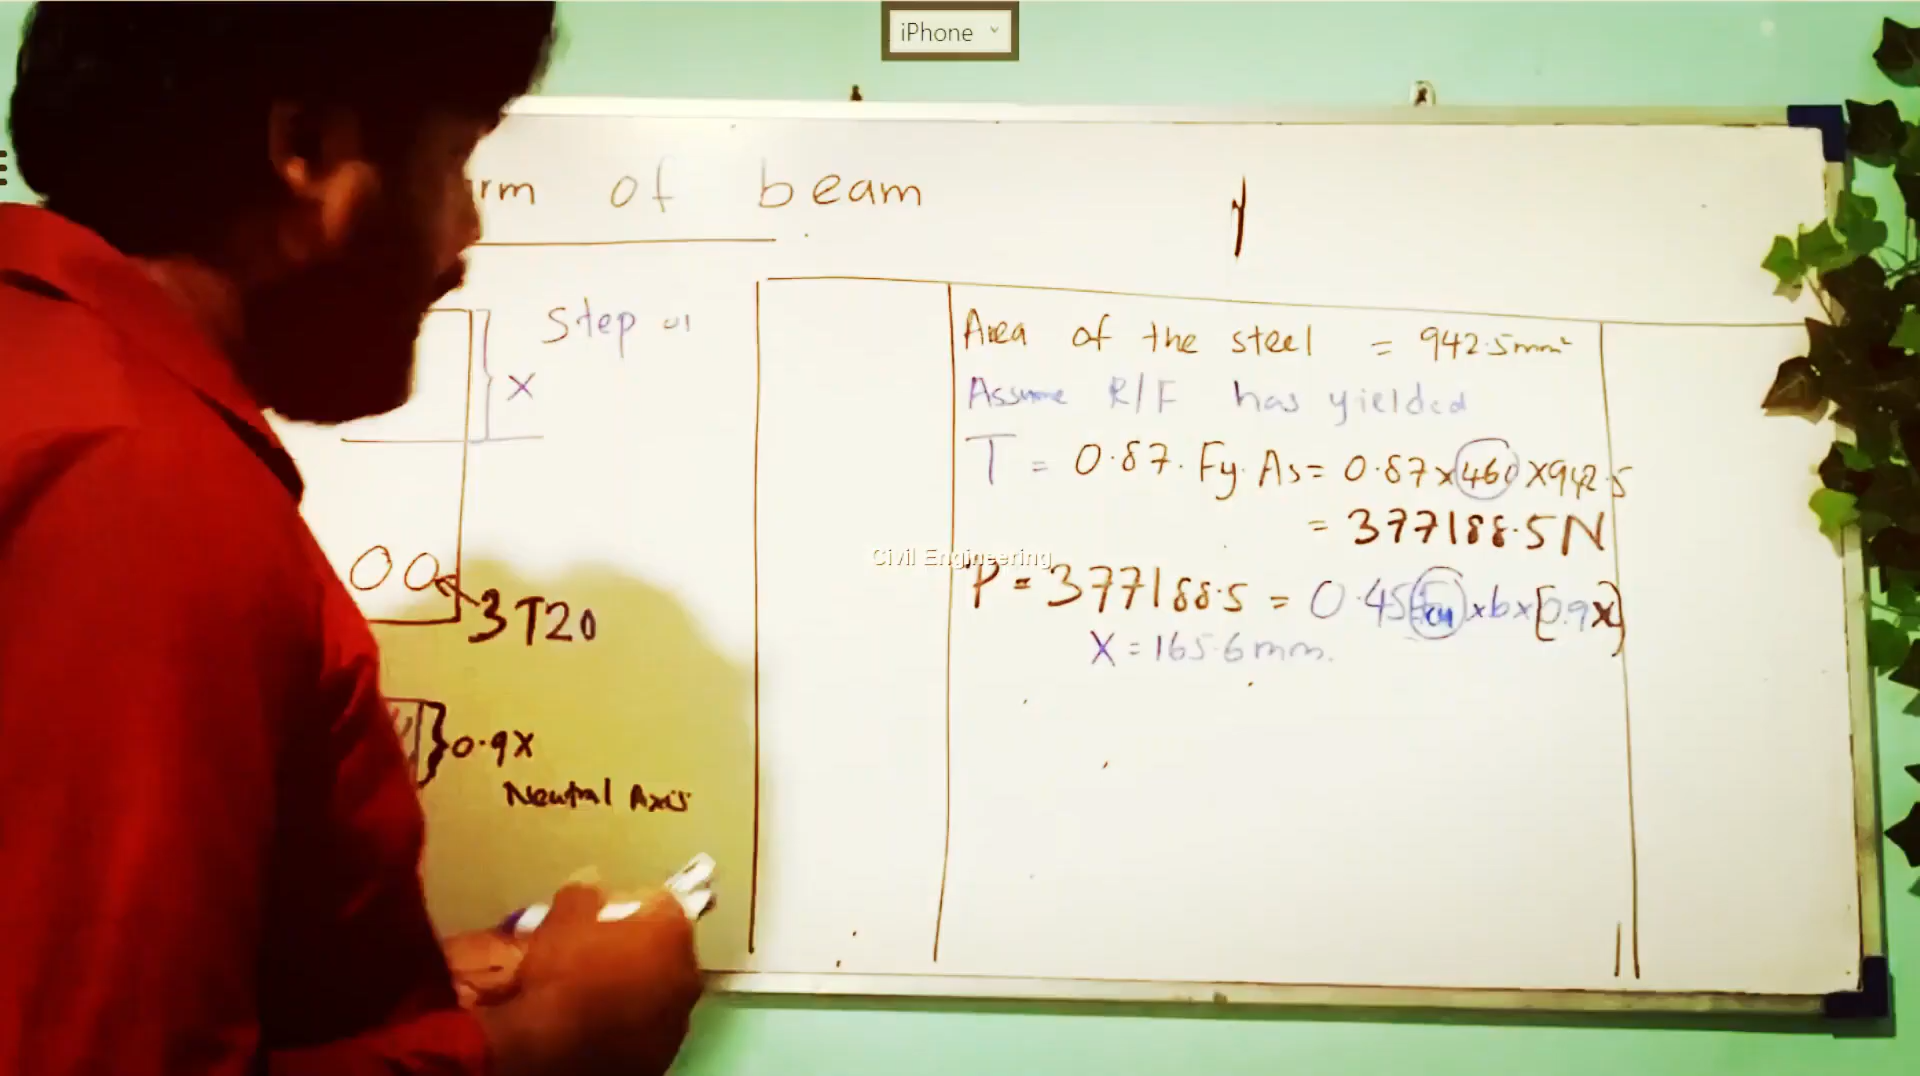 iPhone
of beam
Step 01
X
3T20
0.9X
Neutral Axis
Area of the steel = 942.5mm²
Assume R/F has yielded
T = 0.87. Fy. As = 0.87×460×942.5
= 377188.5N
Civil Engineering
P = 377188.5 = 0.45 ×b×[0.9x]
X = 165.6mm.